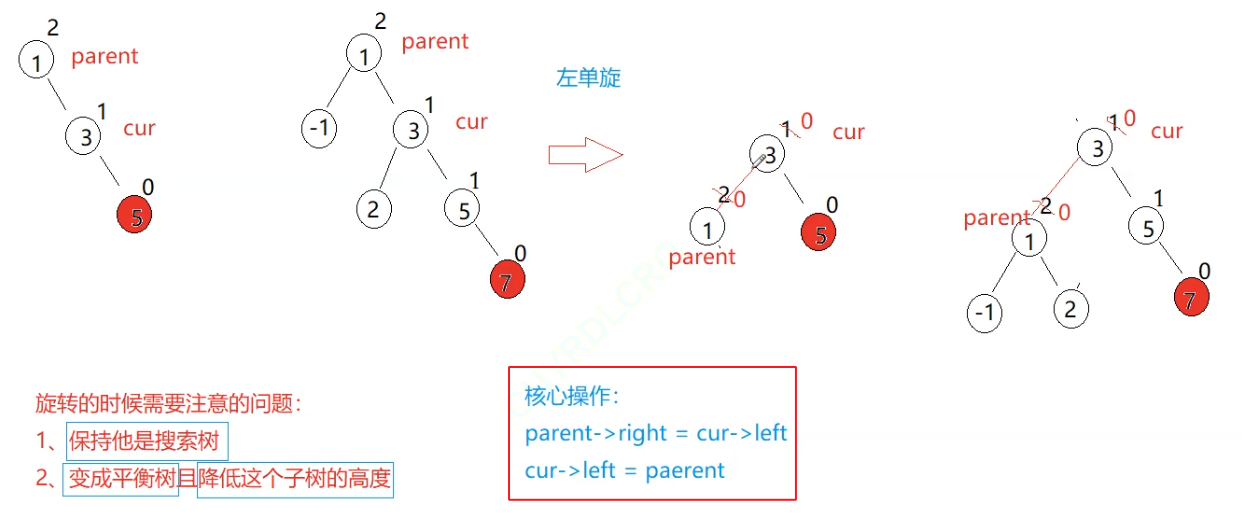 2
1 parent
1
3 cur
0
5
2
1 parent
-1
1
3 cur
2
1
5
0
7
左单旋
1 0
3 cur
2 0
1
parent
0
5
1 0
3 cur
parent 2 0
1
1
5
-1
2
0
7
旋转的时候需要注意的问题：
1、保持他是搜索树
2、变成平衡树且降低这个子树的高度
核心操作：
parent->right = cur->left
cur->left = paerent